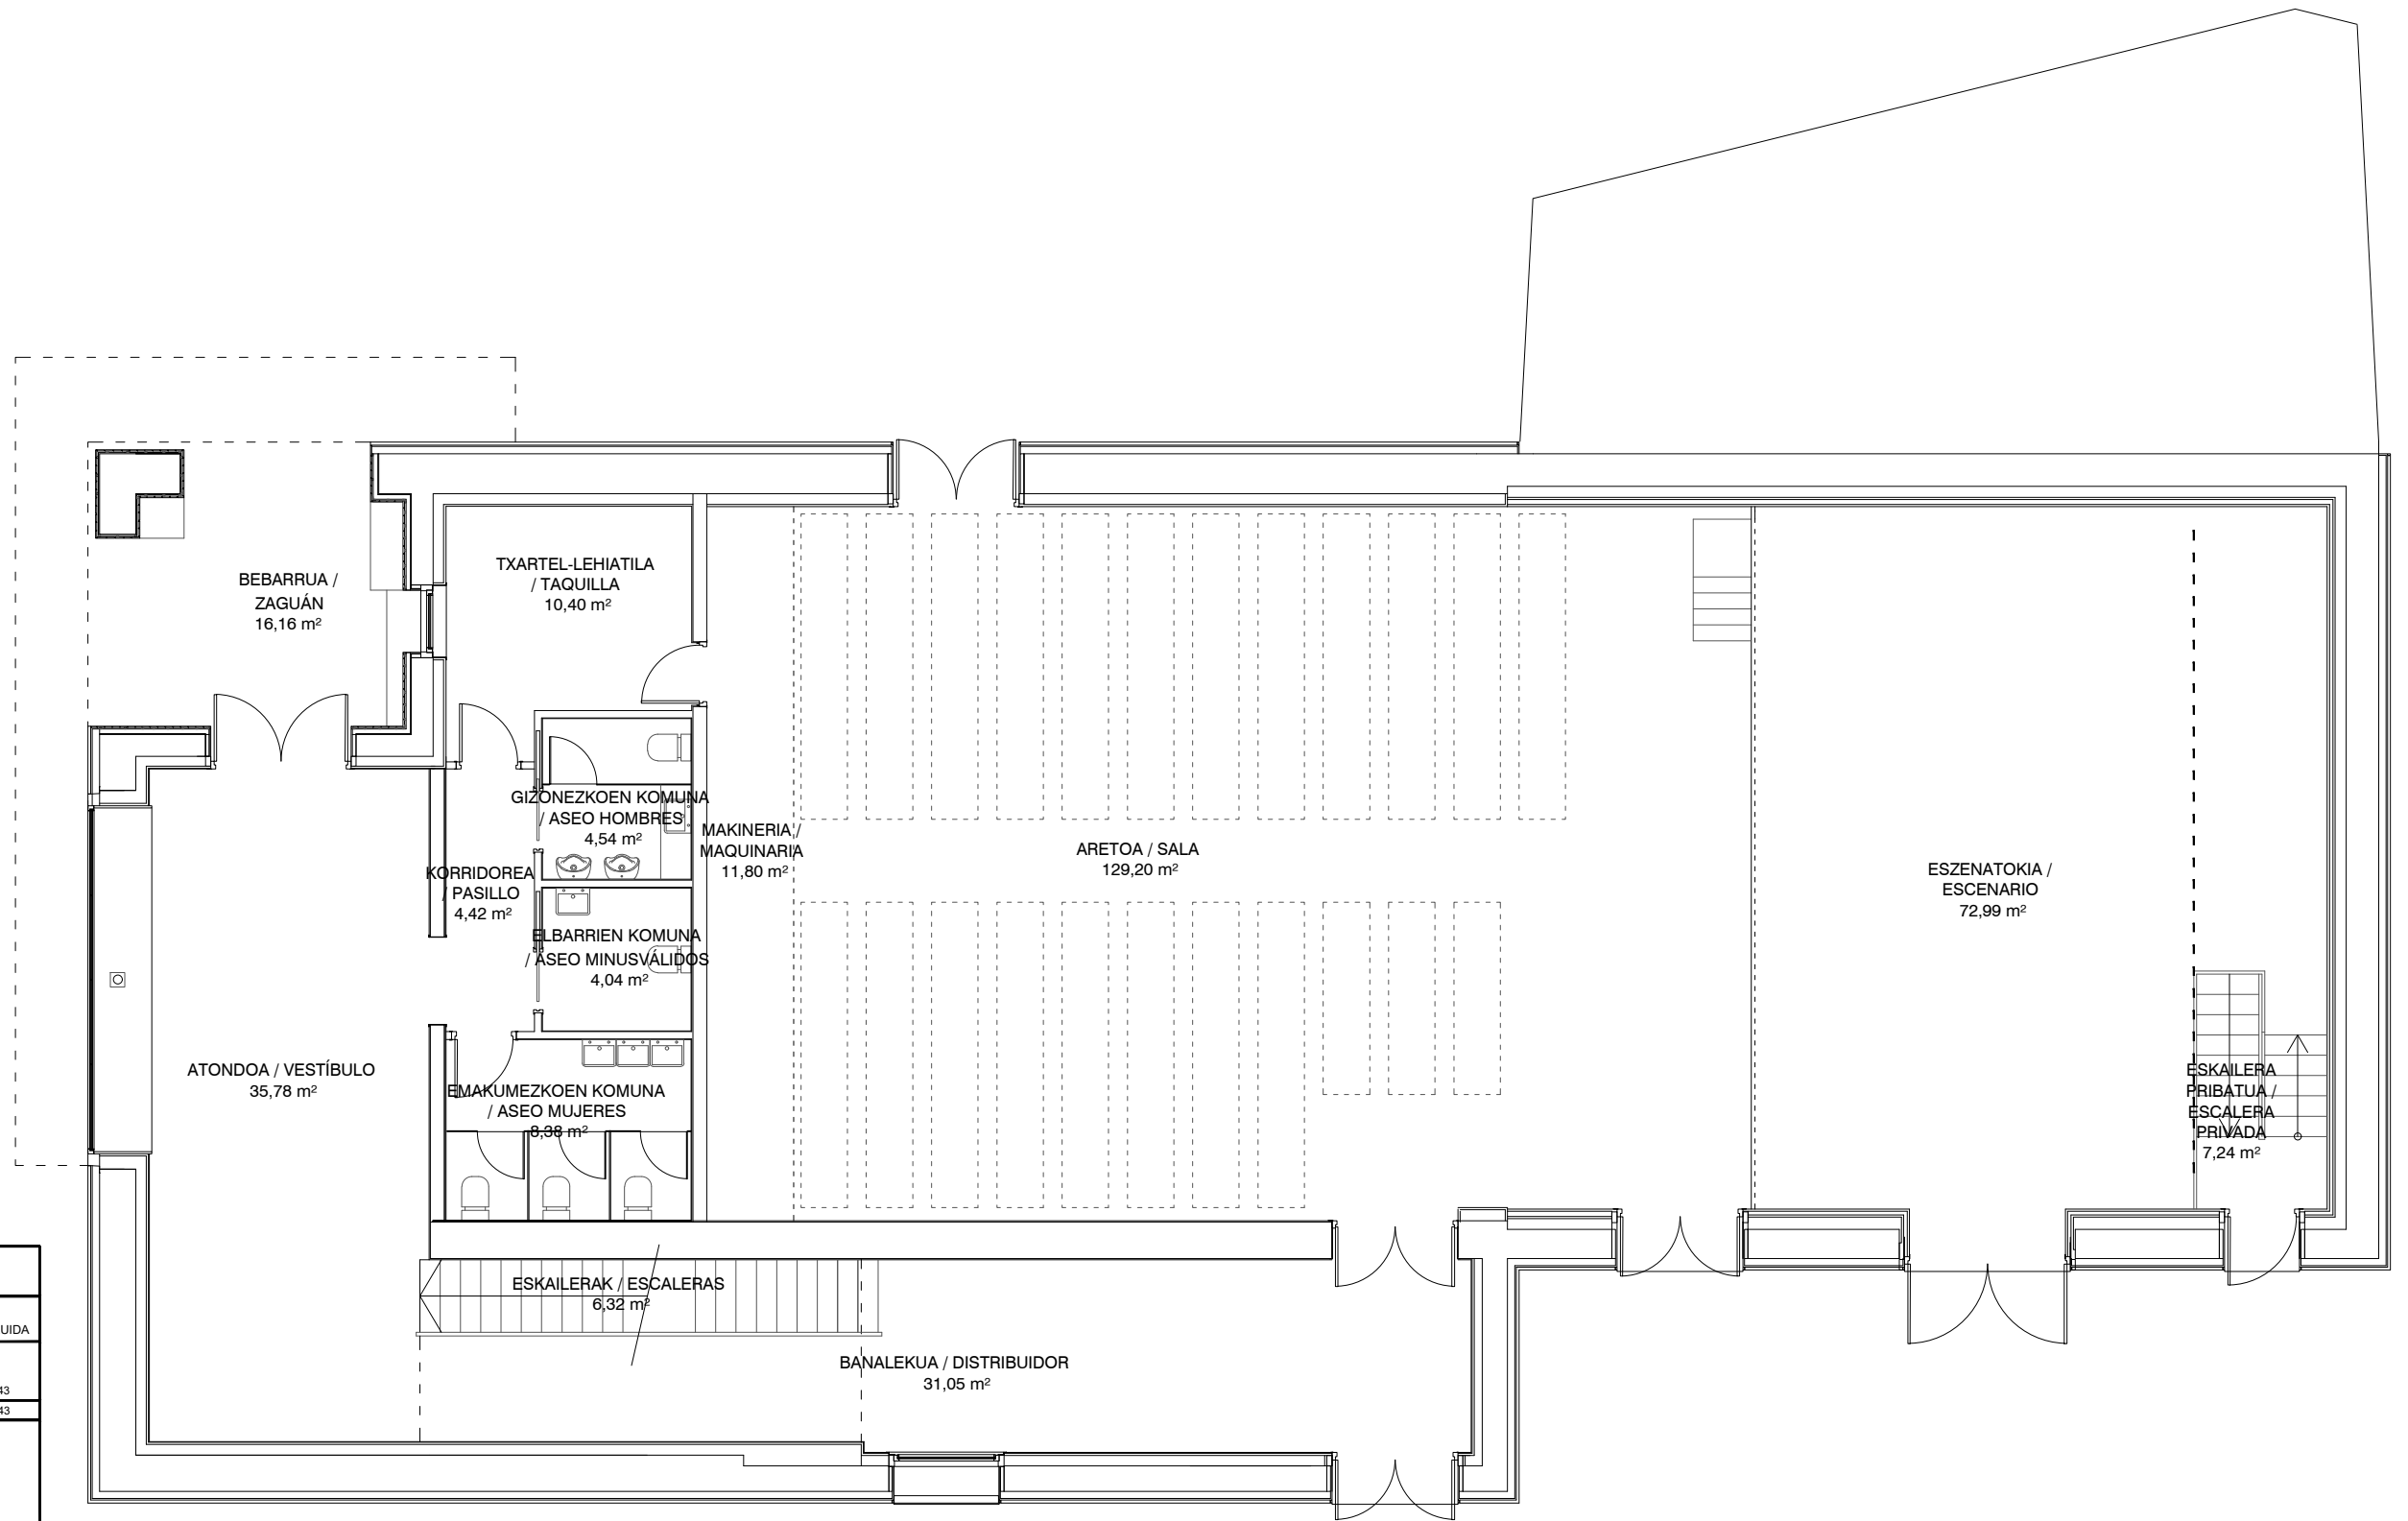 BEBARRUA /
ZAGUÁN
16,16 m²
TXARTEL-LEHIATILA
/ TAQUILLA
10,40 m²
GIZONEZKOEN KOMUNA
/ ASEO HOMBRES
4,54 m²
MAKINERIA /
MAQUINARIA
11,80 m²
ARETOA / SALA
129,20 m²
ESZENATOKIA /
ESCENARIO
72,99 m²
KORRIDOREA
/ PASILLO
4,42 m²
ELBARRIEN KOMUNA
/ ASEO MINUSVÁLIDOS
4,04 m²
ATONDOA / VESTÍBULO
35,78 m²
EMAKUMEZKOEN KOMUNA
/ ASEO MUJERES
8,38 m²
ESKAILERA
PRIBATUA /
ESCALERA
PRIVADA
7,24 m²
ESKAILERAK / ESCALERAS
6,32 m²
BANALEKUA / DISTRIBUIDOR
31,05 m²
UIDA
43
43